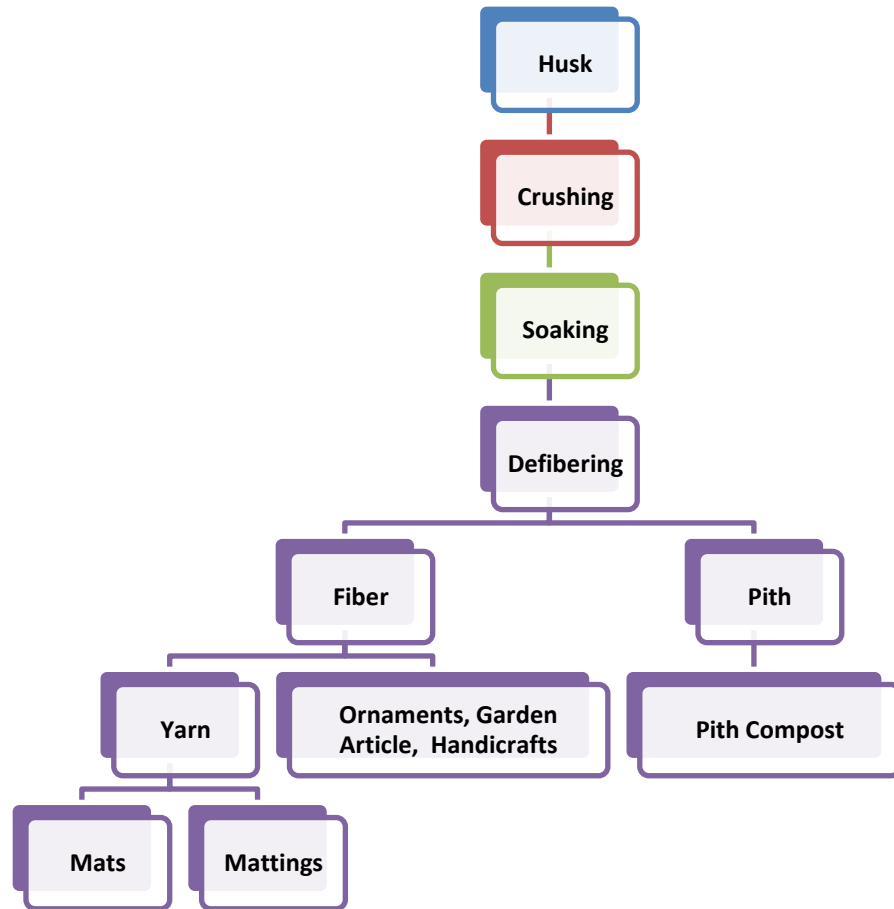 Husk
Crushing
Soaking
Defibering
Fiber
Pith
Yarn
Ornaments, Garden
Article, Handicrafts
Pith Compost
Mats
Mattings